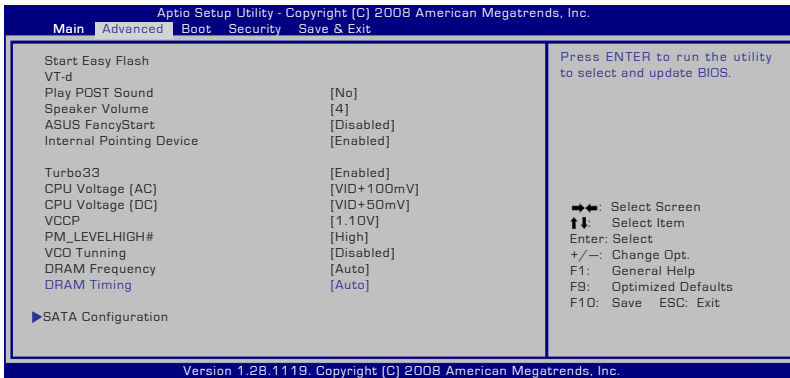 Aptio Setup Utility - Copyright (C) 2008 American Megatrends, Inc.
Main Advanced Boot Security Save & Exit
Start Easy Flash
VT-d
Play POST Sound [No]
Speaker Volume [4]
ASUS FancyStart [Disabled]
Internal Pointing Device [Enabled]
Turbo33 [Enabled]
CPU Voltage (AC) [VID+100mV]
CPU Voltage (DC) [VID+50mV]
VCCP [1.10V]
PM_LEVELHIGH# [High]
VCO Tunning [Disabled]
DRAM Frequency [Auto]
DRAM Timing [Auto]
SATA Configuration
Press ENTER to run the utility
to select and update BIOS.
→←: Select Screen
↑↓: Select Item
Enter: Select
+/—: Change Opt.
F1: General Help
F9: Optimized Defaults
F10: Save ESC: Exit
Version 1.28.1119. Copyright (C) 2008 American Megatrends, Inc.